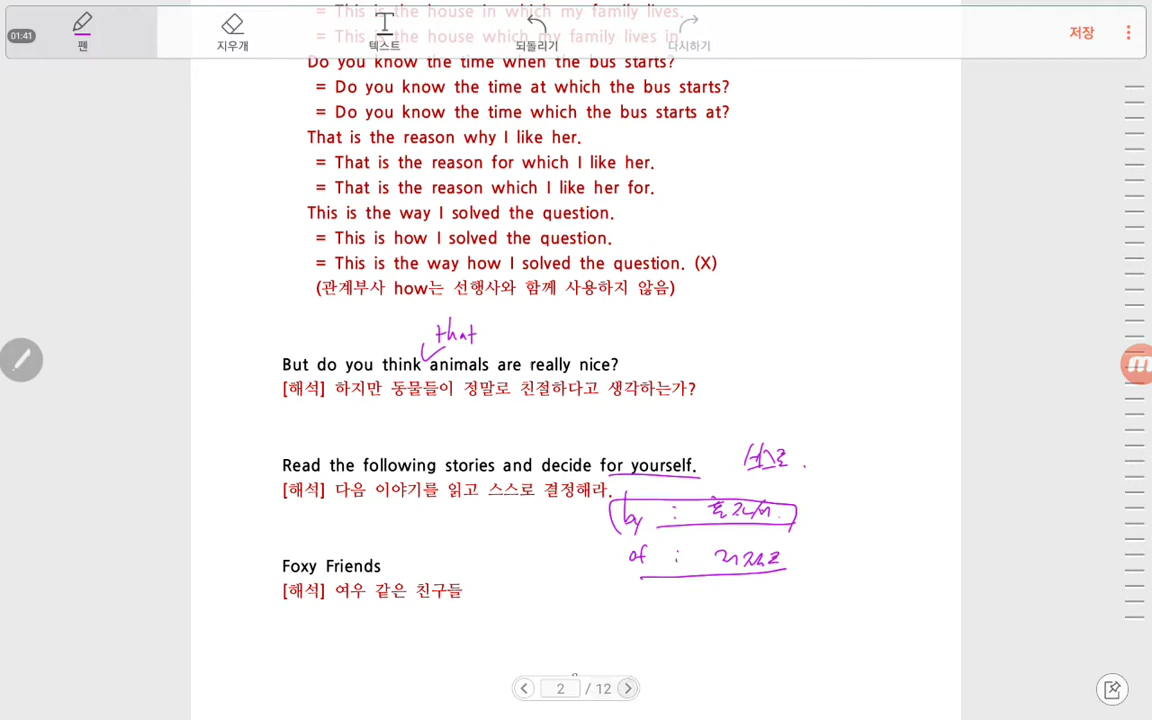 = This is the house in which my family lives.
01:41
펜
지우개
텍스트
되돌리기
다시하기
저장
= This is the house which my family lives in.
Do you know the time when the bus starts?
= Do you know the time at which the bus starts?
= Do you know the time which the bus starts at?
That is the reason why I like her.
= That is the reason for which I like her.
= That is the reason which I like her for.
This is the way I solved the question.
= This is how I solved the question.
= This is the way how I solved the question. (X)
(관계부사 how는 선행사와 함께 사용하지 않음)
that
But do you think animals are really nice?
[해석] 하지만 동물들이 정말로 친절하다고 생각하는가?
Read the following stories and decide for yourself. 스스로
[해석] 다음 이야기를 읽고 스스로 결정해라.
by : 혼자서
of : 저절로
Foxy Friends
[해석] 여우 같은 친구들
2 / 12